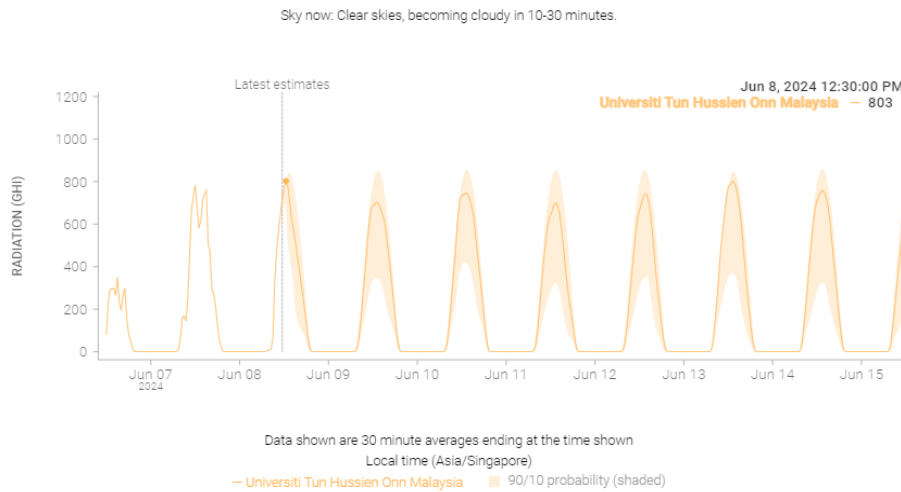 Sky now: Clear skies, becoming cloudy in 10-30 minutes.
Latest estimates
Jun 8, 2024 12:30:00 PM
Universiti Tun Hussien Onn Malaysia — 803
RADIATION (GHI)
1200
1000
800
600
400
200
0
Jun 07 Jun 08 Jun 09 Jun 10 Jun 11 Jun 12 Jun 13 Jun 14 Jun 15
2024
Data shown are 30 minute averages ending at the time shown
Local time (Asia/Singapore)
Universiti Tun Hussien Onn Malaysia 90/10 probability (shaded)